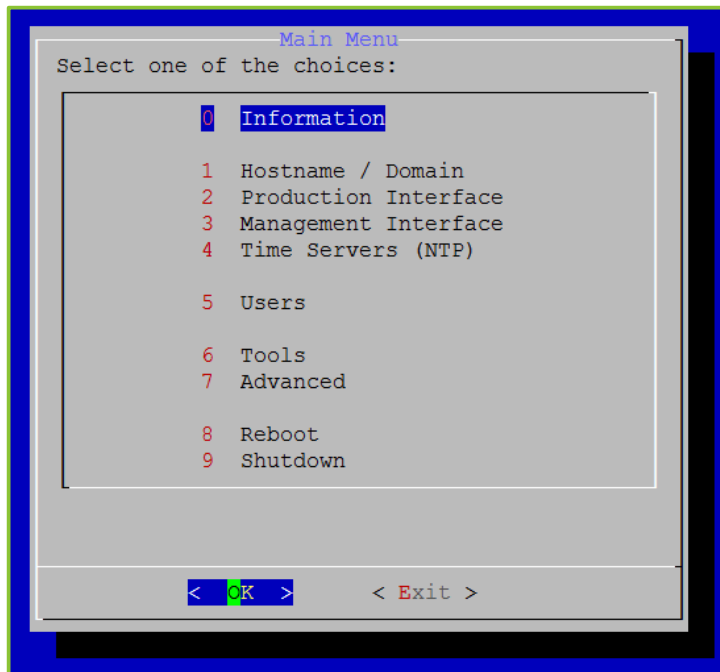 Main Menu
Select one of the choices:
0 Information
1 Hostname / Domain
2 Production Interface
3 Management Interface
4 Time Servers (NTP)
5 Users
6 Tools
7 Advanced
8 Reboot
9 Shutdown
< OK > < Exit >